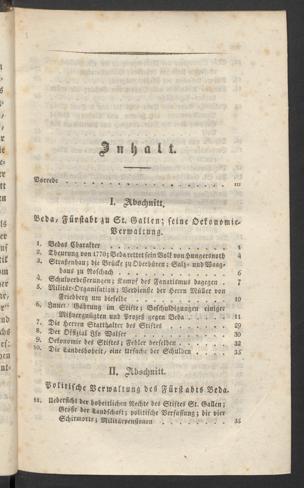 Inhalt.
Vorrede . . . . . . . . . . . . III
I. Abschnitt.
Beda, Fürstabt zu St. Gallen; seine Oekonomie-
Verwaltung.
1. Bedas Charakter . . . . . . . . . . 1
2. Theurung von 1770; Beda rettet sein Volk von Hungersnoth 4
3. Straßenbau; die Brücke zu Oberbüren; Salz- und Waag-
haus zu Roschach . . . . . . . . . . 6
4. Schulverbesserungen; Kampf des Fanatismus dagegen . 7
5. Militär-Organisation; Verdienste der Herren Müller von
Friedberg um dieselbe . . . . . . . . 10
6. Innere Gährung im Stifte; Beschuldigungen einiger
Mißvergnügten und Prozeß gegen Beda . . . . 11
7. Die Herren Statthalter des Stiftes . . . . . 29
8. Der Offizial Iso Walser . . . . . . . . 30
9. Oekonomie des Stiftes; Fehler derselben . . . . 32
10. Die Landeshoheit, eine Ursache der Schulden . . . 35
II. Abschnitt.
Politische Verwaltung des Fürstabts Beda.
11. Uebersicht der hoheitlichen Rechte des Stiftes St. Gallen;
Größe der Landschaft; politische Verfassung; die vier
Schirmorte; Militärpensionen . . . . . . 35